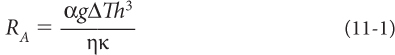 R_A = αgΔTh³ / ηκ (11-1)